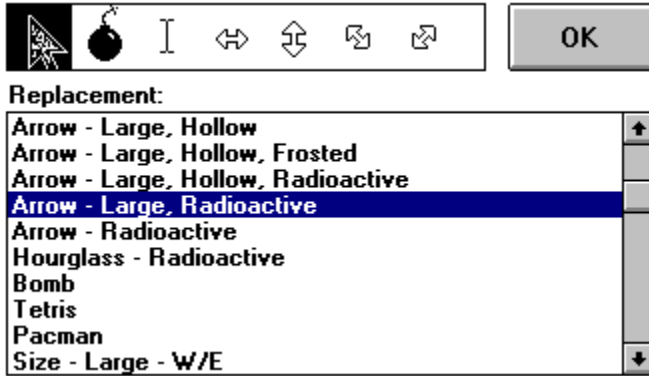 OK
Replacement:
Arrow - Large, Hollow
Arrow - Large, Hollow, Frosted
Arrow - Large, Hollow, Radioactive
Arrow - Large, Radioactive
Arrow - Radioactive
Hourglass - Radioactive
Bomb
Tetris
Pacman
Size - Large - W/E